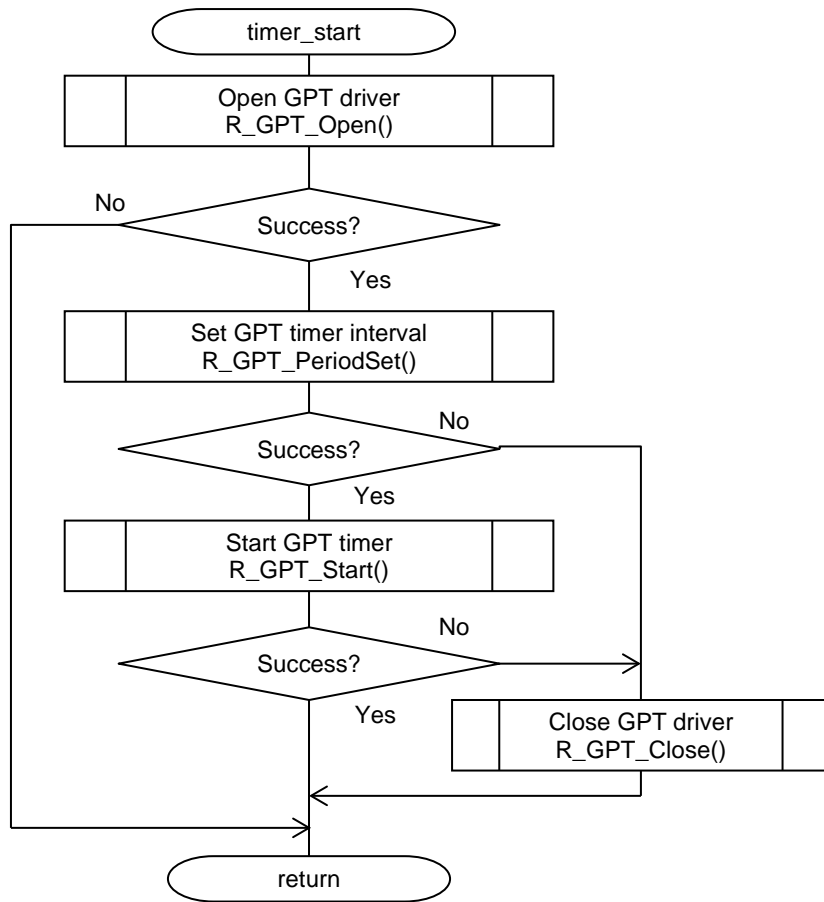 timer_start
Open GPT driver
R_GPT_Open()
No
Success?
Yes
Set GPT timer interval
R_GPT_PeriodSet()
No
Success?
Yes
Start GPT timer
R_GPT_Start()
No
Success?
Yes
Close GPT driver
R_GPT_Close()
return